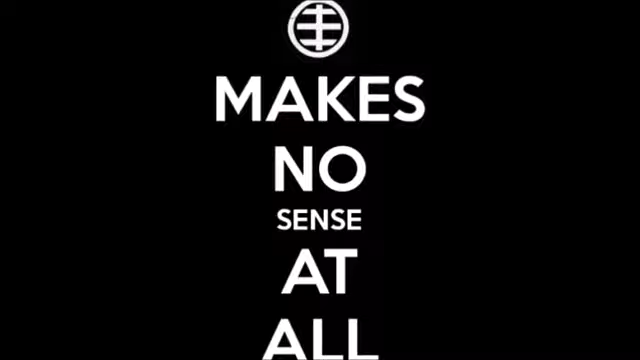 MAKES
NO
SENSE
AT
ALL